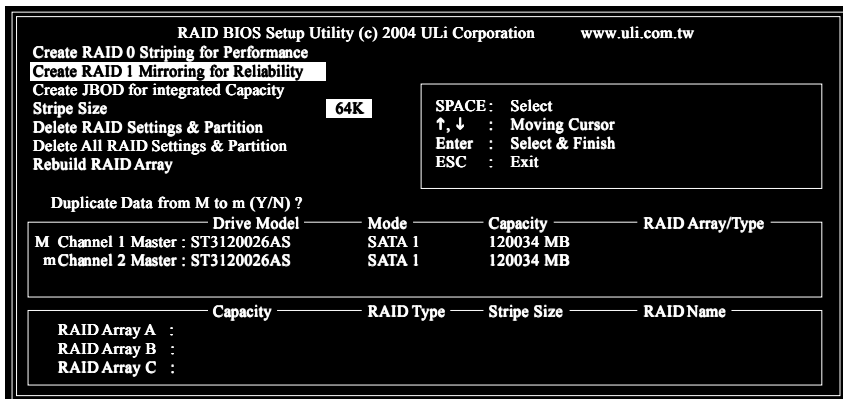 RAID BIOS Setup Utility (c) 2004 ULi Corporation www.uli.com.tw
Create RAID 0 Striping for Performance
Create RAID 1 Mirroring for Reliability
Create JBOD for integrated Capacity
Stripe Size 64K
Delete RAID Settings & Partition
Delete All RAID Settings & Partition
Rebuild RAID Array
SPACE : Select
↑, ↓ : Moving Cursor
Enter : Select & Finish
ESC : Exit
Duplicate Data from M to m (Y/N) ?
Drive Model Mode Capacity RAID Array/Type
M Channel 1 Master : ST3120026AS SATA 1 120034 MB
m Channel 2 Master : ST3120026AS SATA 1 120034 MB
Capacity RAID Type Stripe Size RAID Name
RAID Array A :
RAID Array B :
RAID Array C :